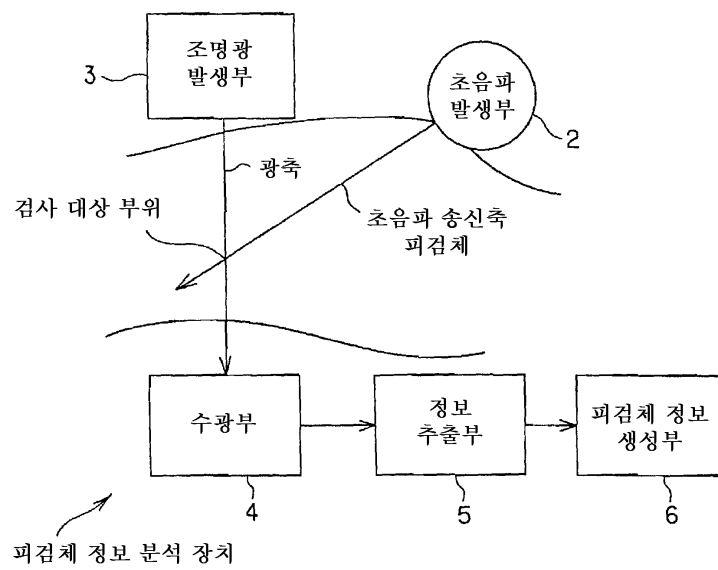 조명광
발생부
3
초음파
발생부
2
광축
검사 대상 부위
초음파 송신축
피검체
수광부
정보
추출부
피검체 정보
생성부
4
5
6
피검체 정보 분석 장치